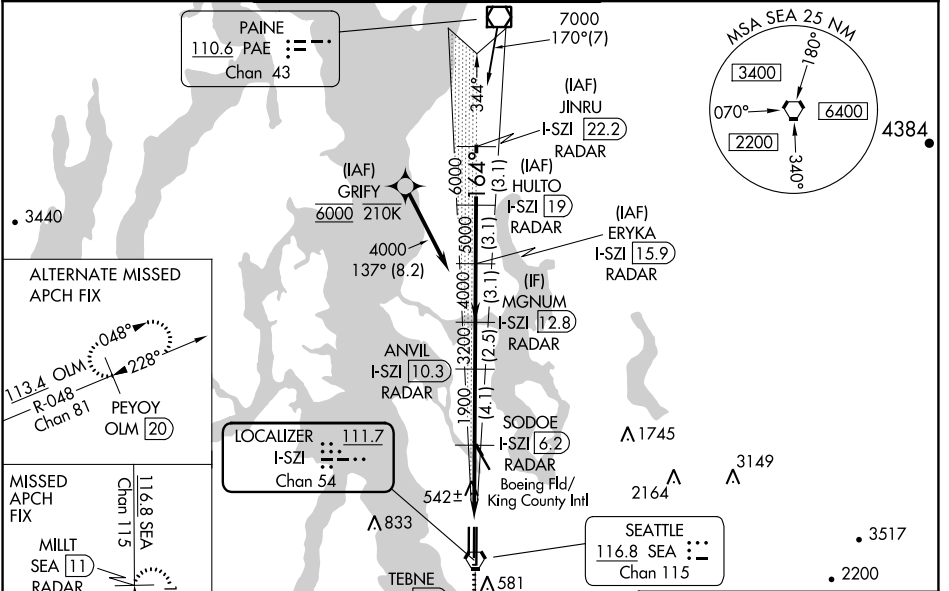 PAINE
110.6 PAE
Chan 43
7000
170°(7)
344°
MSA SEA 25 NM
180°
3400
070°
6400
2200
340°
4384
(IAF)
JINRU
I-SZI 22.2
RADAR
164°
6000
(3.1)
(IAF)
HULTO
I-SZI 19
RADAR
(IAF)
GRIFY
6000 210K
3440
4000
137° (8.2)
5000
(3.1)
(IAF)
ERYKA
I-SZI 15.9
RADAR
4000
(3.1)
(IF)
MGNUM
I-SZI 12.8
RADAR
ALTERNATE MISSED
APCH FIX
048°
228°
113.4 OLM
R-048
Chan 81
PEYOY
OLM 20
3200
(2.5)
ANVIL
I-SZI 10.3
RADAR
1900
(4.1)
SODOE
I-SZI 6.2
RADAR
Boeing Fld/
King County Intl
1745
3149
2164
LOCALIZER 111.7
I-SZI
Chan 54
542±
833
MISSED
APCH
FIX
116.8 SEA
Chan 115
MILLT
SEA 11
RADAR
SEATTLE
116.8 SEA
Chan 115
3517
2200
TEBNE
581